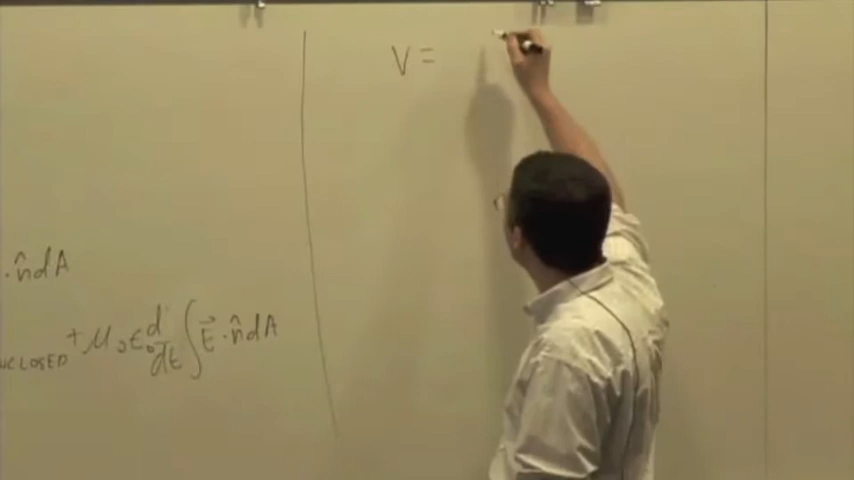 · n̂ dA
NCLOSED + μ₀ε₀ d/dt ∫ E⃗ · n̂ dA
V =